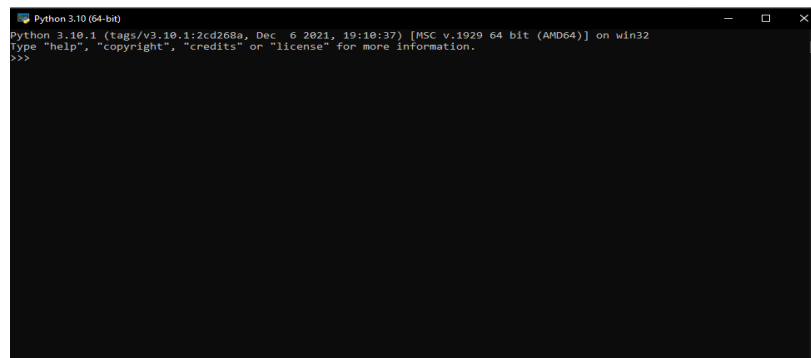 Python 3.10 (64-bit)
Python 3.10.1 (tags/v3.10.1:2cd268a, Dec  6 2021, 19:10:37) [MSC v.1929 64 bit (AMD64)] on win32
Type "help", "copyright", "credits" or "license" for more information.
>>>